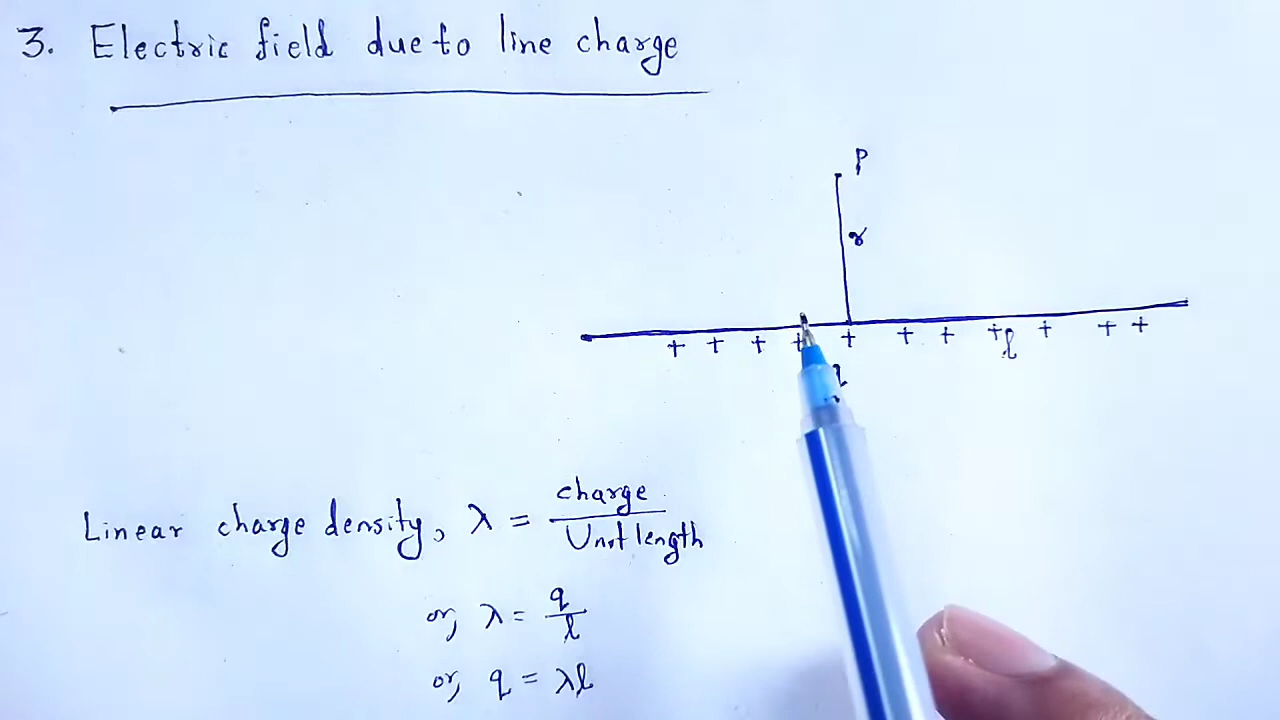 3. Electric field due to line charge
P
r
+ + + + + + + + + + +
l
q
Linear charge density, λ = charge / Unit length
or, λ = q / l
or, q = λl